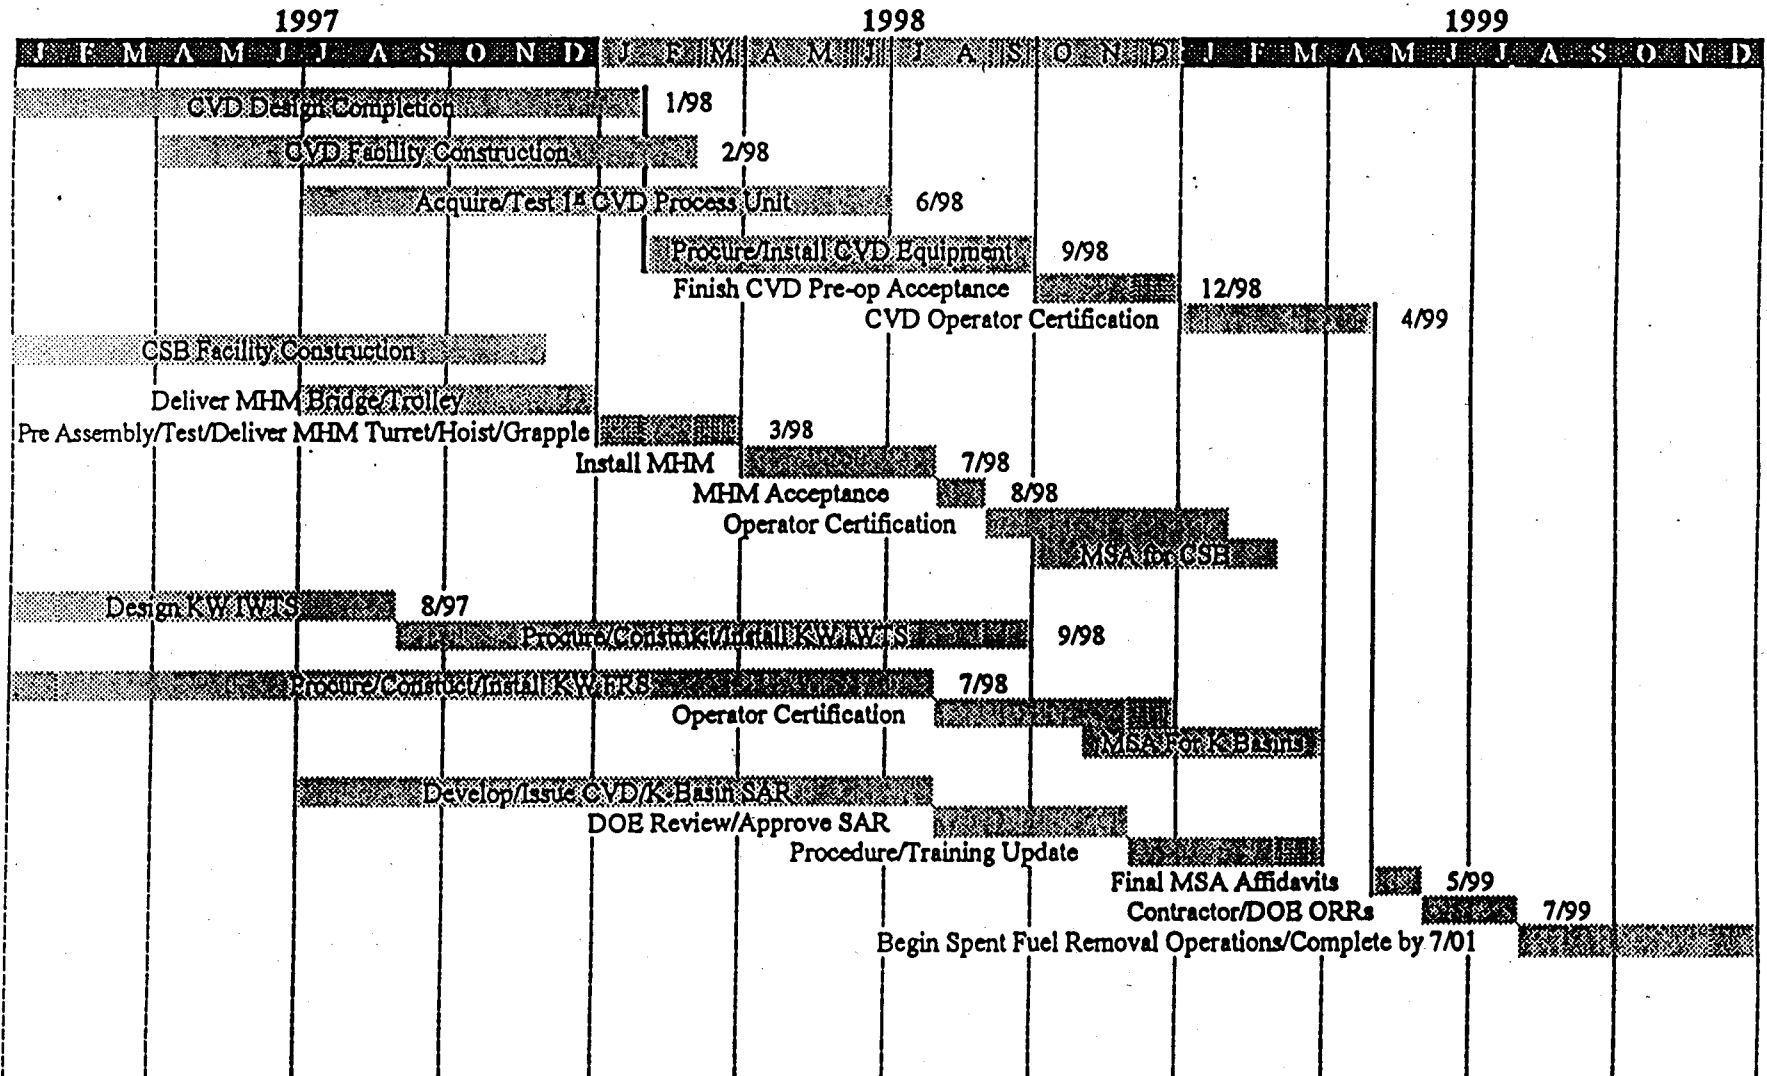 1997 1998 1999
J F M A M J J A S O N D J F M A M J J A S O N D J F M A M J J A S O N D
CVD Design Completion 1/98
CVD Facility Construction 2/98
Acquire/Test 1st CVD Process Unit 6/98
Procure/Install CVD Equipment 9/98
Finish CVD Pre-op Acceptance 12/98
CVD Operator Certification 4/99
CSB Facility Construction
Deliver MHM Bridge/Trolley
Pre Assembly/Test/Deliver MHM Turret/Hoist/Grapple 3/98
Install MHM 7/98
MHM Acceptance 8/98
Operator Certification
MSA for CSB
Design KW IWTS 8/97
Procure/Construct/Install KW IWTS 9/98
Procure/Constuct/Install KW FRS 7/98
Operator Certification
MSA For K Basins
Develop/Issue CVD/K-Basin SAR
DOE Review/Approve SAR
Procedure/Training Update
Final MSA Affidavits 5/99
Contractor/DOE ORRs 7/99
Begin Spent Fuel Removal Operations/Complete by 7/01